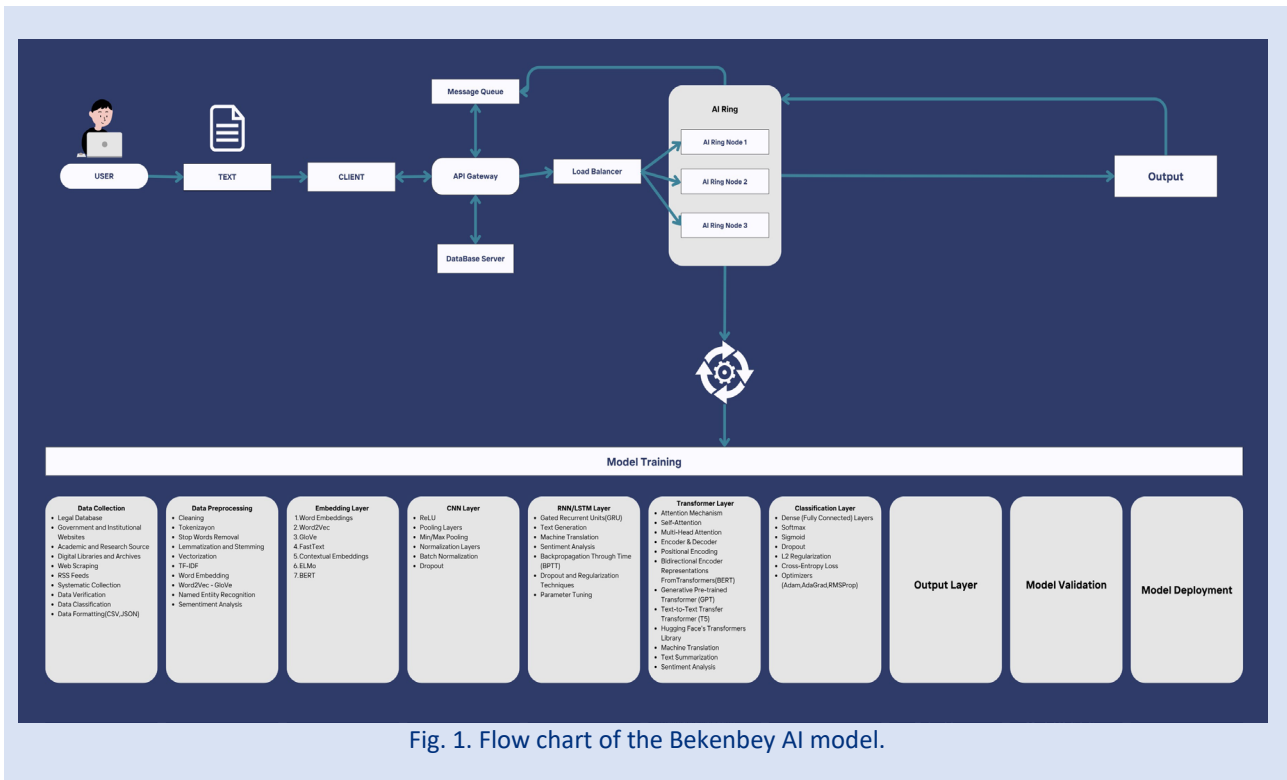 Message Queue
AI Ring
AI Ring Node 1
USER
TEXT
CLIENT
API Gateway
Load Balancer
AI Ring Node 2
Output
AI Ring Node 3
DataBase Server
Model Training
Data Collection
• Legal Database
• Government and Institutional
Websites
• Academic and Research Source
• Digital Libraries and Archives
• Web Scraping
• RSS Feeds
• Systematic Collection
• Data Verification
• Data Classification
• Data Formatting(CSV,JSON)
Data Preprocessing
• Cleaning
• Tokenizayon
• Stop Words Removal
• Lemmatization and Stemming
• Vectorization
• TF-IDF
• Word Embedding
• Word2Vec - GloVe
• Named Entiity Recognition
• Sementiment Analysis
Embedding Layer
1.Word Embeddings
2.Word2Vec
3.GloVe
4.FastText
5.Contextual Embeddings
6.ELMo
7.BERT
CNN Layer
• ReLU
• Pooling Layers
• Min/Max Pooling
• Normalization Layers
• Batch Normalization
• Dropout
RNN/LSTM Layer
• Gated Recurrent Units(GRU)
• Text Generation
• Machine Translation
• Sentiment Analysis
• Backpropagation Through Time
(BPTT)
• Dropout and Regularization
Techniques
• Parameter Tuning
Transformer Layer
• Attention Mechanism
• Self-Attention
• Multi-Head Attention
• Encoder & Decoder
• Positional Encoding
• Bidirectional Encoder
Representations
FromTransformers(BERT)
• Generative Pre-trained
Transformer (GPT)
• Text-to-Text Transfer
Transformer (T5)
• Hugging Face's Transformers
Library
• Machine Translation
• Text Summarization
• Sentiment Analysis
Classification Layer
• Dense (Fully Connected) Layers
• Softmax
• Sigmoid
• Dropout
• L2 Regularization
• Cross-Entropy Loss
• Optimizers
(Adam,AdaGrad,RMSProp)
Output Layer
Model Validation
Model Deployment
Fig. 1. Flow chart of the Bekenbey AI model.